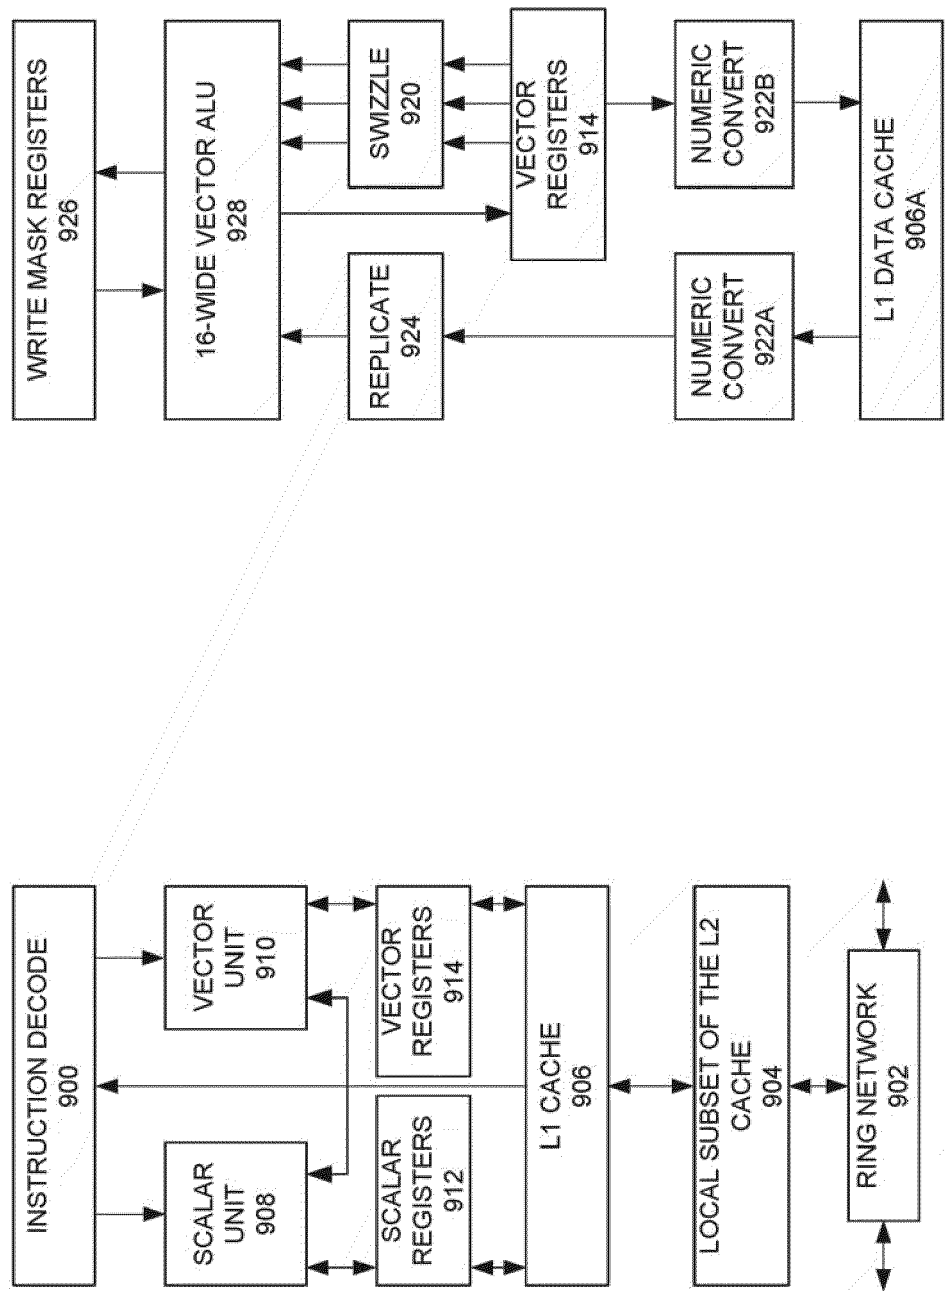 INSTRUCTION DECODE
900
SCALAR
UNIT
908
VECTOR
UNIT
910
SCALAR
REGISTERS
912
VECTOR
REGISTERS
914
L1 CACHE
906
LOCAL SUBSET OF THE L2
CACHE
904
RING NETWORK
902
WRITE MASK REGISTERS
926
16-WIDE VECTOR ALU
928
REPLICATE
924
SWIZZLE
920
VECTOR
REGISTERS
914
NUMERIC
CONVERT
922A
NUMERIC
CONVERT
922B
L1 DATA CACHE
906A